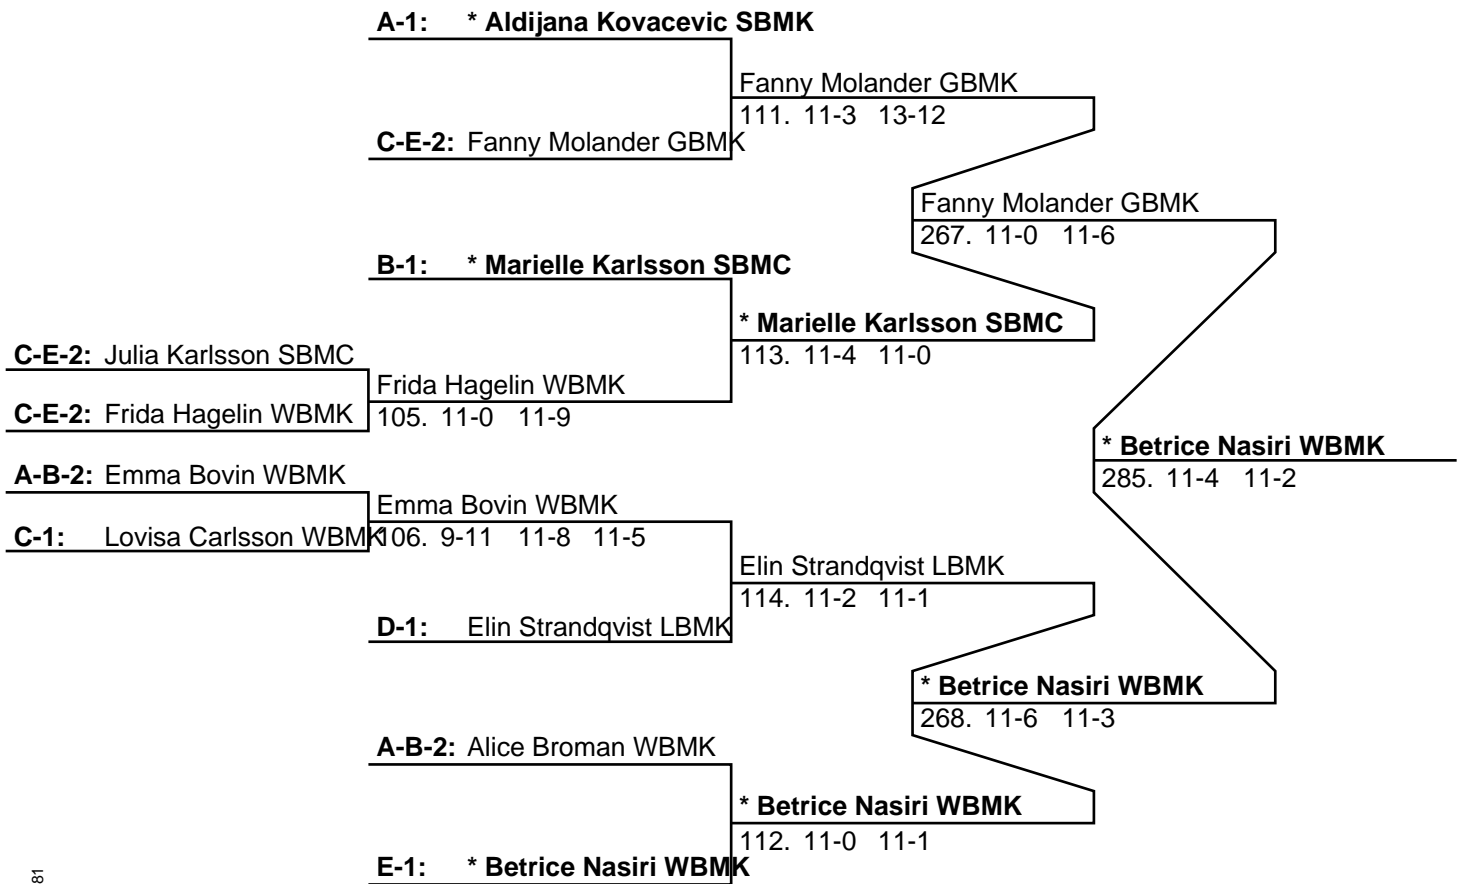 A-1: * Aldijana Kovacevic SBMK
Fanny Molander GBMK
111. 11-3 13-12
C-E-2: Fanny Molander GBMK
Fanny Molander GBMK
267. 11-0 11-6
B-1: * Marielle Karlsson SBMC
* Marielle Karlsson SBMC
113. 11-4 11-0
C-E-2: Julia Karlsson SBMC
Frida Hagelin WBMK
105. 11-0 11-9
C-E-2: Frida Hagelin WBMK
* Betrice Nasiri WBMK
285. 11-4 11-2
A-B-2: Emma Bovin WBMK
Emma Bovin WBMK
106. 9-11 11-8 11-5
C-1: Lovisa Carlsson WBMK
Elin Strandqvist LBMK
114. 11-2 11-1
D-1: Elin Strandqvist LBMK
* Betrice Nasiri WBMK
268. 11-6 11-3
A-B-2: Alice Broman WBMK
* Betrice Nasiri WBMK
112. 11-0 11-1
E-1: * Betrice Nasiri WBMK
81